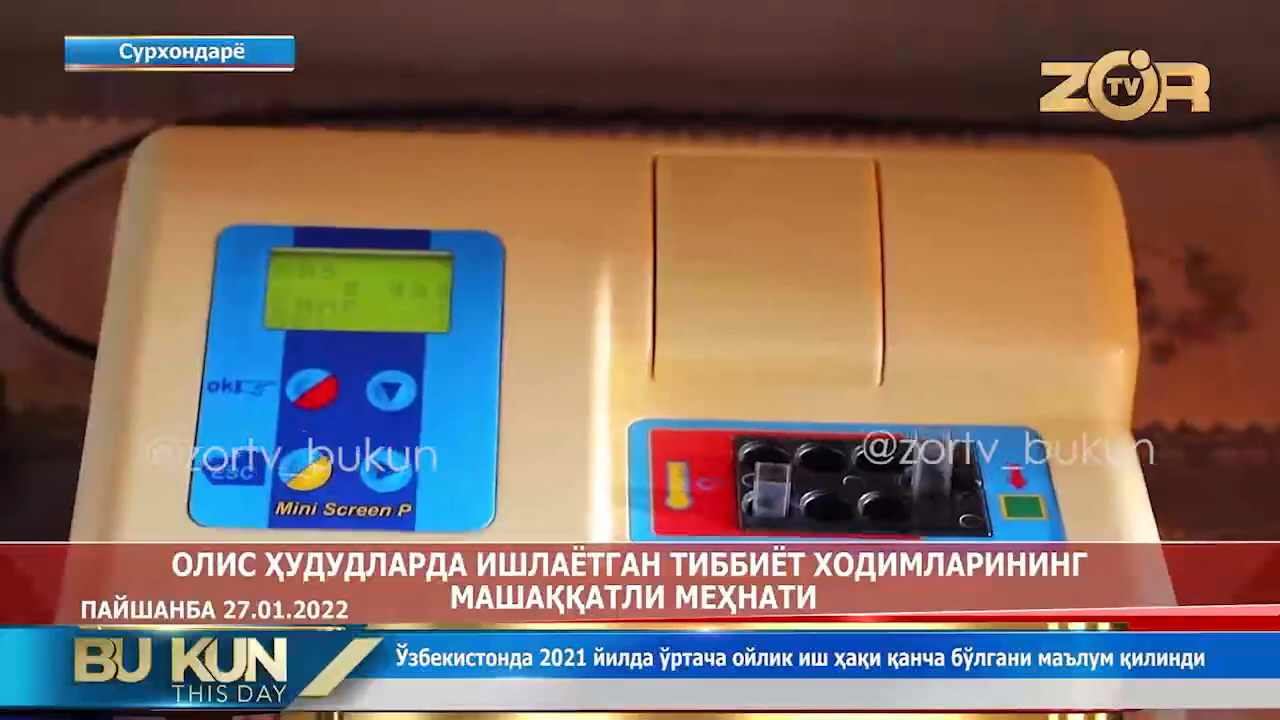 Сурхондарё
ZOR TV
ok
@zortv_bukun
@zortv_bukun
ESC
Mini Screen P
ОЛИС ҲУДУДЛАРДА ИШЛАЁТГАН ТИББИЁТ ХОДИМЛАРИНИНГ
МАШАҚҚАТЛИ МЕҲНАТИ
ПАЙШАНБА 27.01.2022
BU KUN
THIS DAY
Ўзбекистонда 2021 йилда ўртача ойлик иш ҳақи қанча бўлгани маълум қилинди